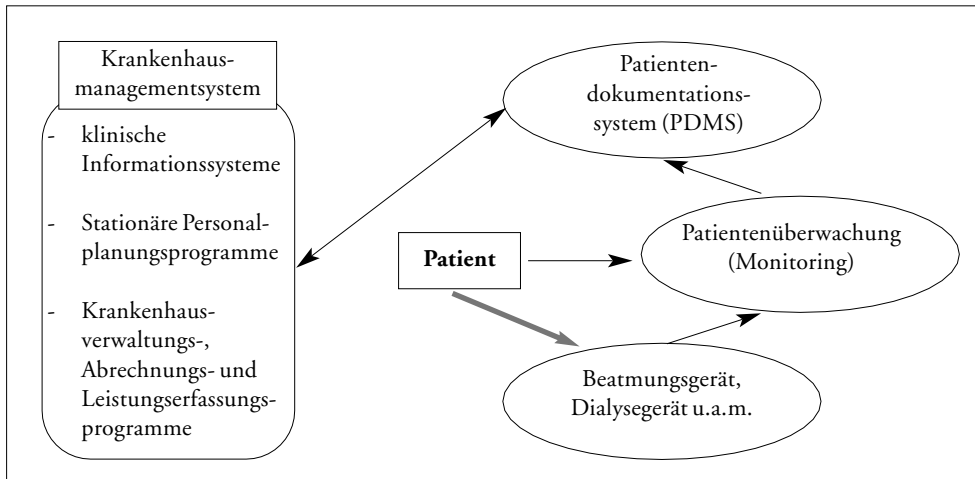 Krankenhaus-
managementsystem
- klinische
Informationssysteme
- Stationäre Personal-
planungsprogramme
- Krankenhaus-
verwaltungs-,
Abrechnungs- und
Leistungserfassungs-
programme
Patienten-
dokumentations-
system (PDMS)
Patientenüberwachung
(Monitoring)
Patient
Beatmungsgerät,
Dialysegerät u.a.m.